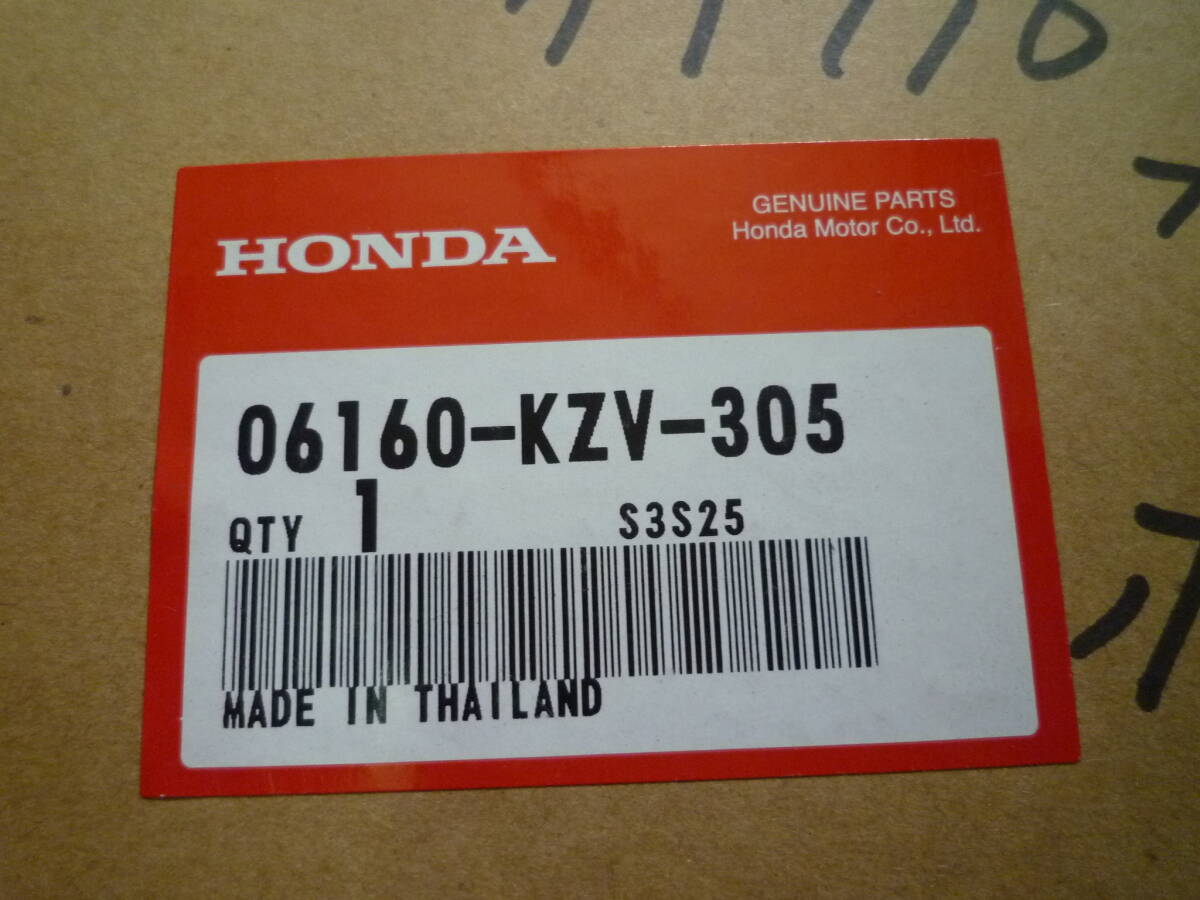 GENUINE PARTS
Honda Motor Co., Ltd.
HONDA
06160-KZV-305
QTY 1 S3S25
MADE IN THAILAND